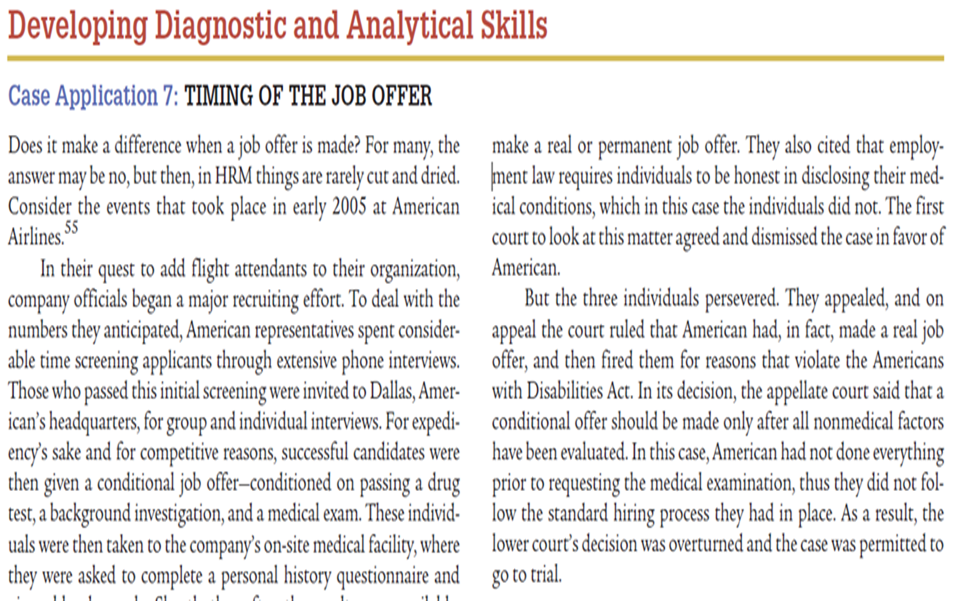 Developing Diagnostic and Analytical Skills
Case Application 7: TIMING OF THE JOB OFFER
Does it make a difference when a job offer is made? For many, the
answer may be no, but then, in HRM things are rarely cut and dried.
Consider the events that took place in early 2005 at American
Airlines.55
In their quest to add flight attendants to their organization,
company officials began a major recruiting effort. To deal with the
numbers they anticipated, American representatives spent consider-
able time screening applicants through extensive phone interviews.
Those who passed this initial screening were invited to Dallas, Amer-
ican's headquarters, for group and individual interviews. For expedi-
ency's sake and for competitive reasons, successful candidates were
then given a conditional job offer—conditioned on passing a drug
test, a background investigation, and a medical exam. These individ-
uals were then taken to the company's on-site medical facility, where
they were asked to complete a personal history questionnaire and
make a real or permanent job offer. They also cited that employ-
ment law requires individuals to be honest in disclosing their med-
ical conditions, which in this case the individuals did not. The first
court to look at this matter agreed and dismissed the case in favor of
American.
But the three individuals persevered. They appealed, and on
appeal the court ruled that American had, in fact, made a real job
offer, and then fired them for reasons that violate the Americans
with Disabilities Act. In its decision, the appellate court said that a
conditional offer should be made only after all nonmedical factors
have been evaluated. In this case, American had not done everything
prior to requesting the medical examination, thus they did not fol-
low the standard hiring process they had in place. As a result, the
lower court's decision was overturned and the case was permitted to
go to trial.